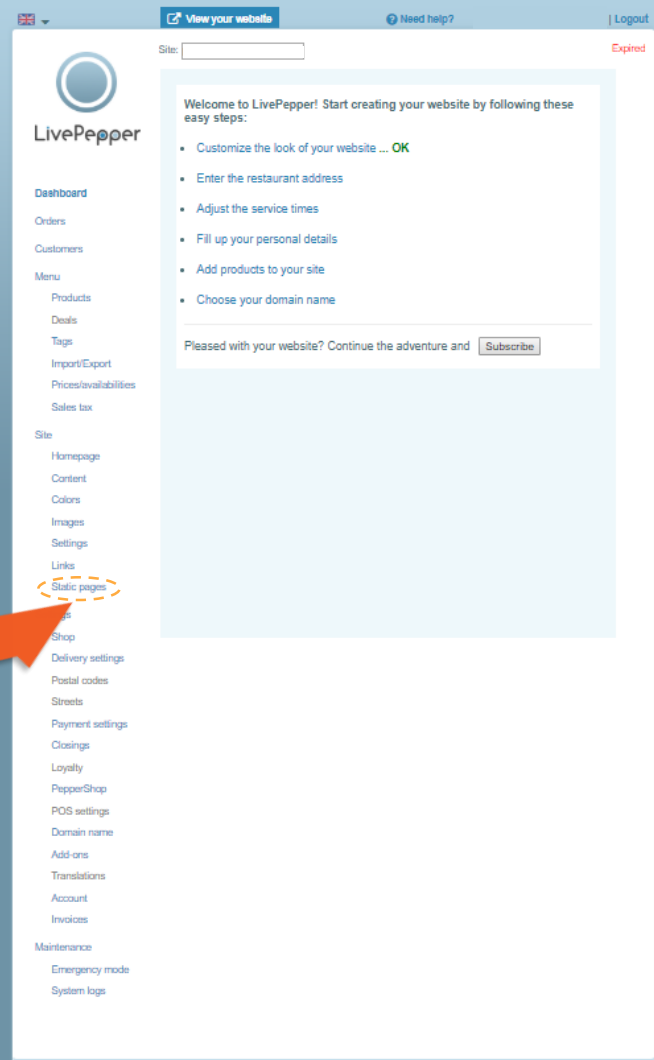 View your website
Need help?
| Logout
Site:
Expired
LivePepper
Welcome to LivePepper! Start creating your website by following these
easy steps:
Customize the look of your website ... OK
Enter the restaurant address
Adjust the service times
Fill up your personal details
Add products to your site
Choose your domain name
Pleased with your website? Continue the adventure and Subscribe
Dashboard
Orders
Customers
Menu
Products
Deals
Tags
Import/Export
Prices/availabilities
Sales tax
Site
Homepage
Content
Colors
Images
Settings
Links
Static pages
Shop
Delivery settings
Postal codes
Streets
Payment settings
Closings
Loyalty
PepperShop
POS settings
Domain name
Add-ons
Translations
Account
Invoices
Maintenance
Emergency mode
System logs